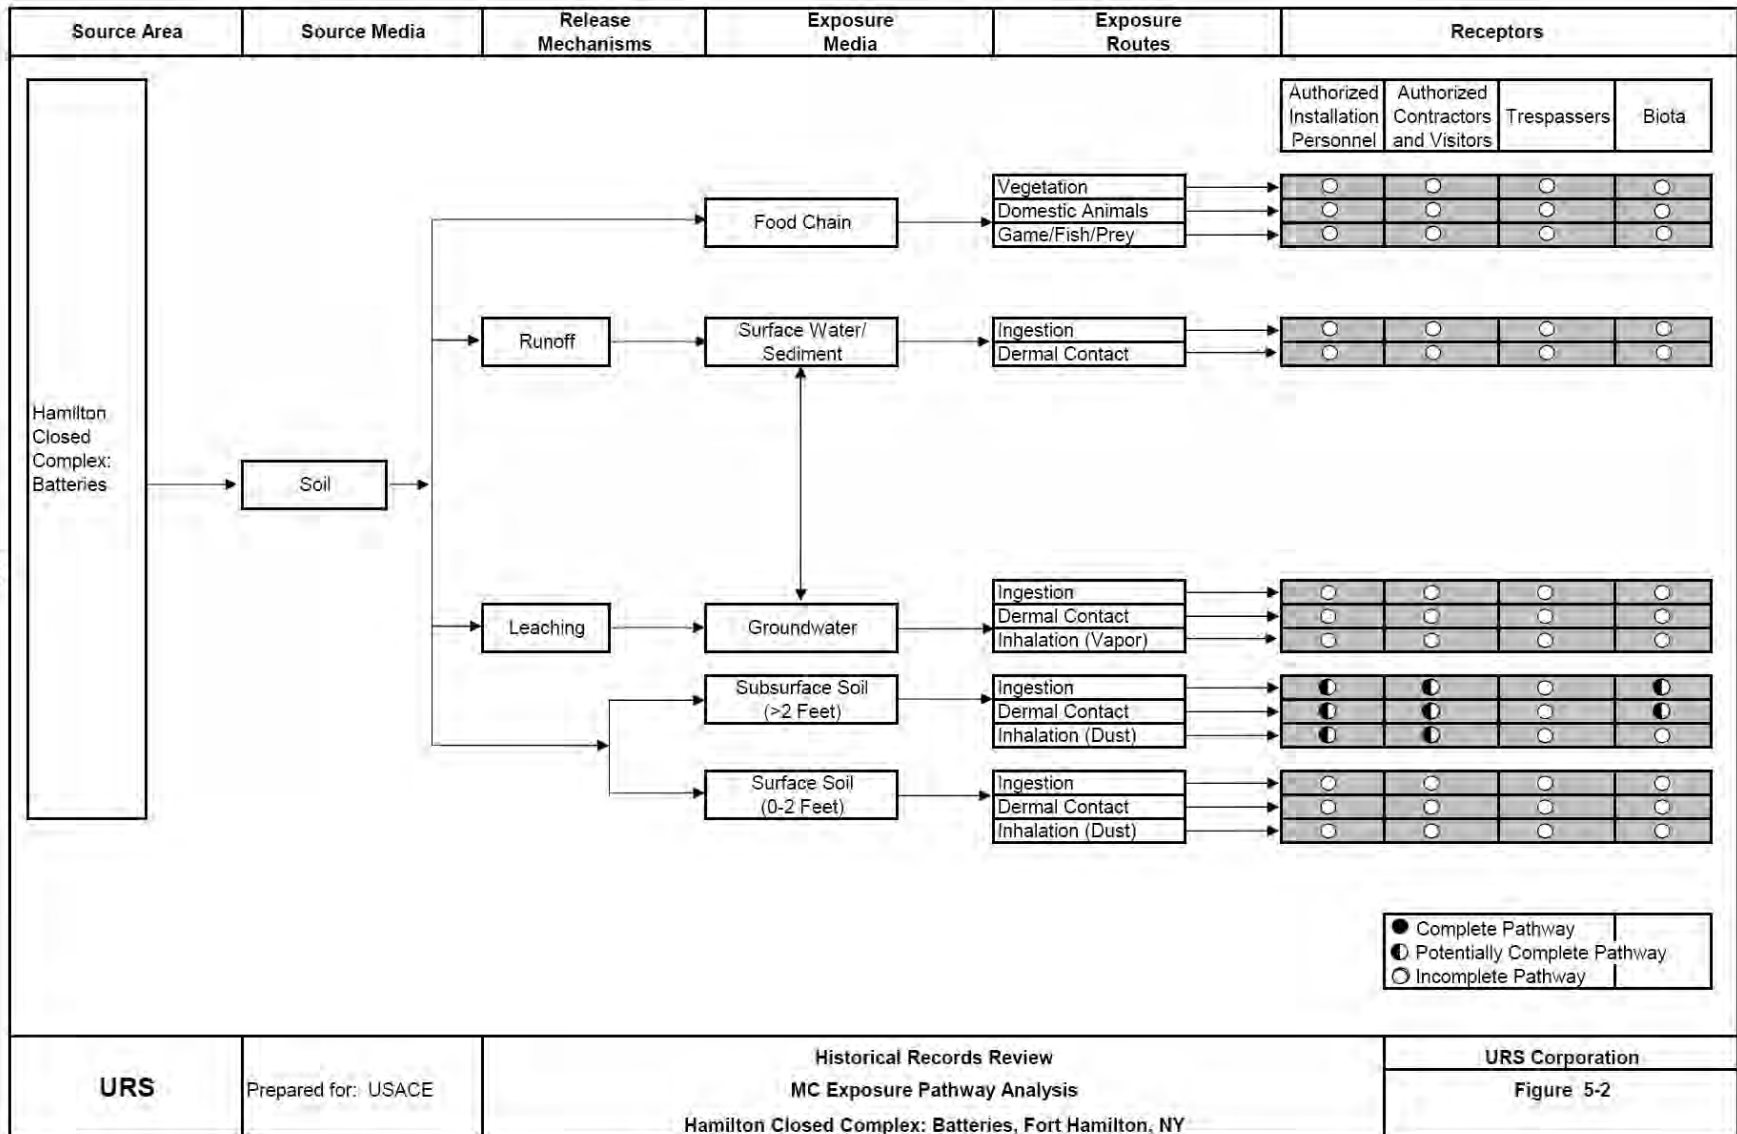 Source Area
Source Media
Release
Mechanisms
Exposure
Media
Exposure
Routes
Receptors
Authorized
Installation
Personnel
Authorized
Contractors
and Visitors
Trespassers
Biota
Hamilton
Closed
Complex:
Batteries
Soil
Food Chain
Vegetation
Domestic Animals
Game/Fish/Prey
Runoff
Surface Water/
Sediment
Ingestion
Dermal Contact
Leaching
Groundwater
Ingestion
Dermal Contact
Inhalation (Vapor)
Subsurface Soil
(>2 Feet)
Ingestion
Dermal Contact
Inhalation (Dust)
Surface Soil
(0-2 Feet)
Ingestion
Dermal Contact
Inhalation (Dust)
Complete Pathway
Potentially Complete Pathway
Incomplete Pathway
URS
Prepared for: USACE
Historical Records Review
MC Exposure Pathway Analysis
Hamilton Closed Complex: Batteries, Fort Hamilton, NY
URS Corporation
Figure 5-2